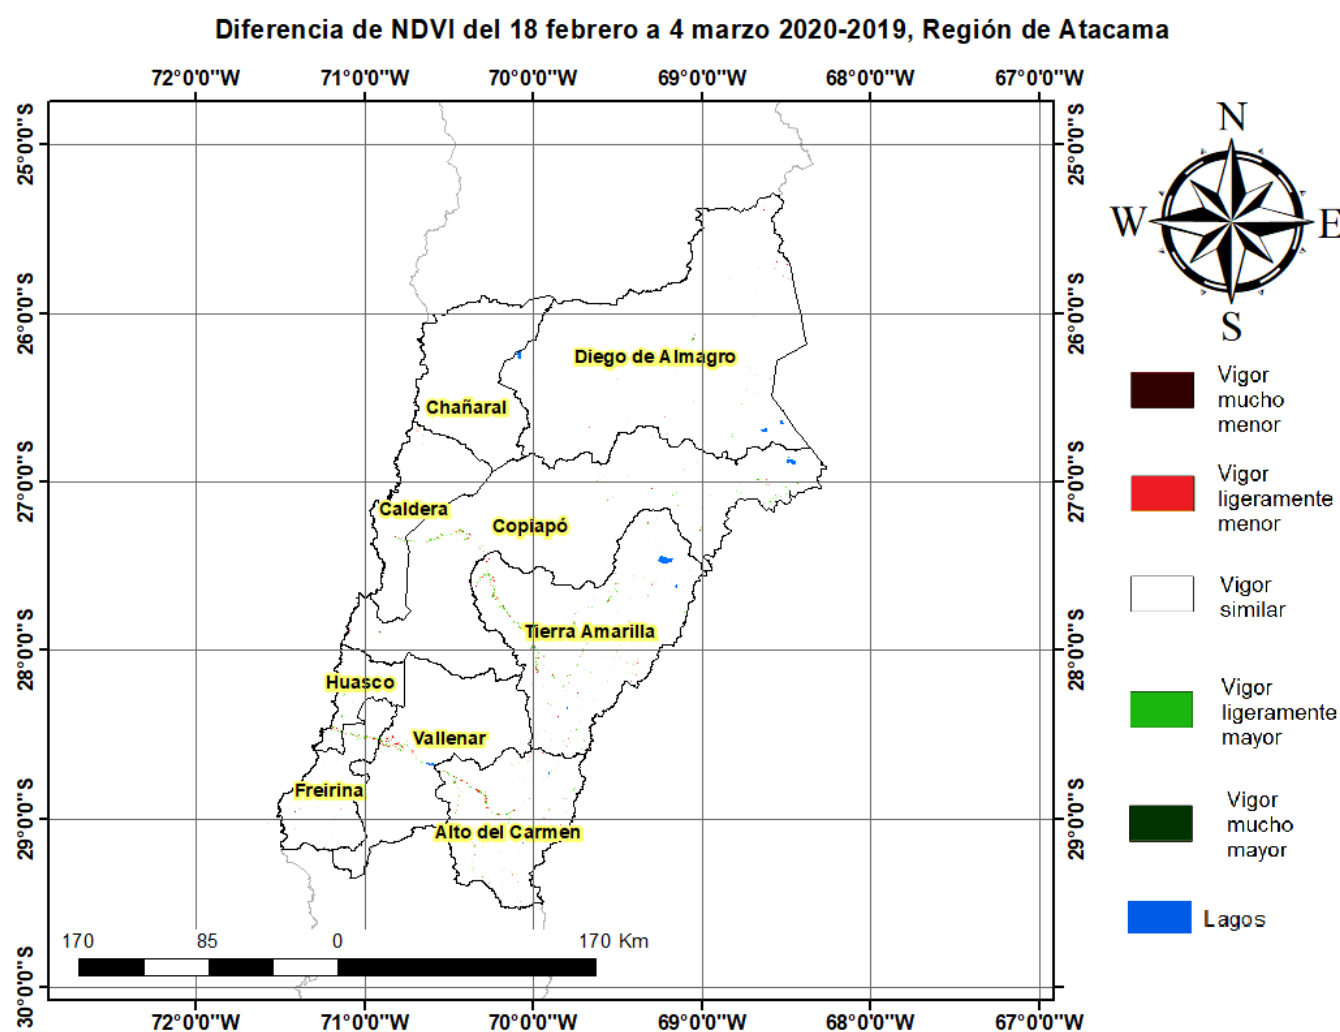 Diferencia de NDVI del 18 febrero a 4 marzo 2020-2019, Región de Atacama
72°0'0"W 71°0'0"W 70°0'0"W 69°0'0"W 68°0'0"W 67°0'0"W
25°0'0"S 25°0'0"S
26°0'0"S 26°0'0"S
27°0'0"S 27°0'0"S
28°0'0"S 28°0'0"S
29°0'0"S 29°0'0"S
30°0'0"S
Diego de Almagro
Chañaral
Caldera
Copiapó
Tierra Amarilla
Huasco
Vallenar
Freirina
Alto del Carmen
170 85 0 170 Km
72°0'0"W 71°0'0"W 70°0'0"W 69°0'0"W 68°0'0"W 67°0'0"W
N
W E
S
Vigor
mucho
menor
Vigor
ligeramente
menor
Vigor
similar
Vigor
ligeramente
mayor
Vigor
mucho
mayor
Lagos